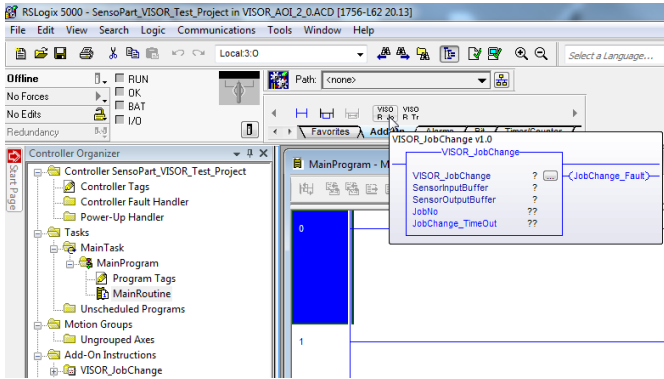 RSLogix 5000 - SensoPart_VISOR_Test_Project in VISOR_AOI_2_0.ACD [1756-L62 20.13]
File Edit View Search Logic Communications Tools Window Help
Local:3:O Select a Language...
Offline RUN Path: <none>
No Forces OK
No Edits BAT
Redundancy I/O
VISO R Jo VISO R Tr
Favorites Add-On Alarms Bit Timer/Counter
Controller Organizer
Start Page
Controller SensoPart_VISOR_Test_Project
Controller Tags
Controller Fault Handler
Power-Up Handler
Tasks
MainTask
MainProgram
Program Tags
MainRoutine
Unscheduled Programs
Motion Groups
Ungrouped Axes
Add-On Instructions
VISOR_JobChange
MainProgram - M
0
1
VISOR_JobChange v1.0
VISOR_JobChange
VISOR_JobChange ? ... (JobChange_Fault)
SensorInputBuffer ?
SensorOutputBuffer ?
JobNo ??
JobChange_TimeOut ??